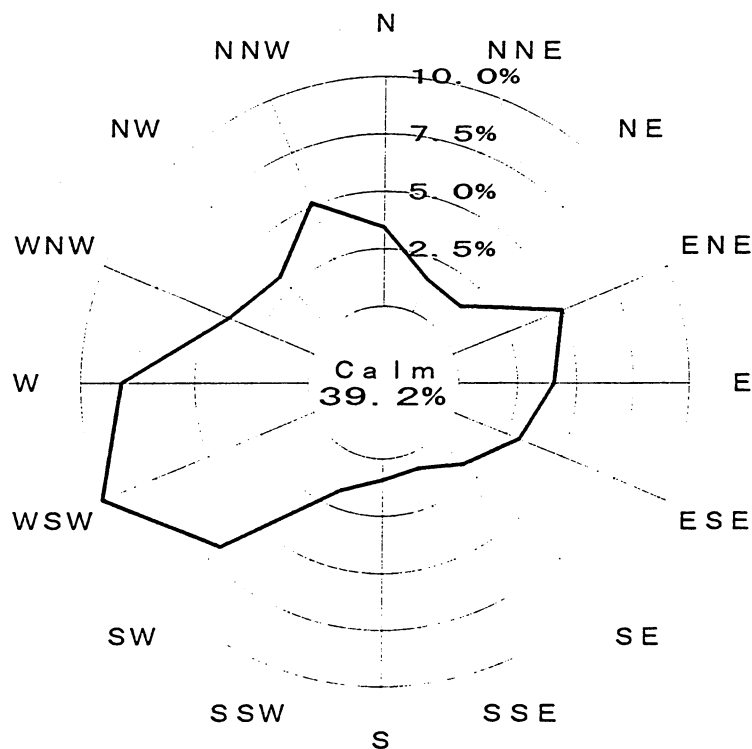 N
NNW NNE
10.0%
NW NE
7.5%
5.0%
WNW ENE
2.5%
Calm
W E
39.2%
WSW ESE
SW SE
SSW SSE
S